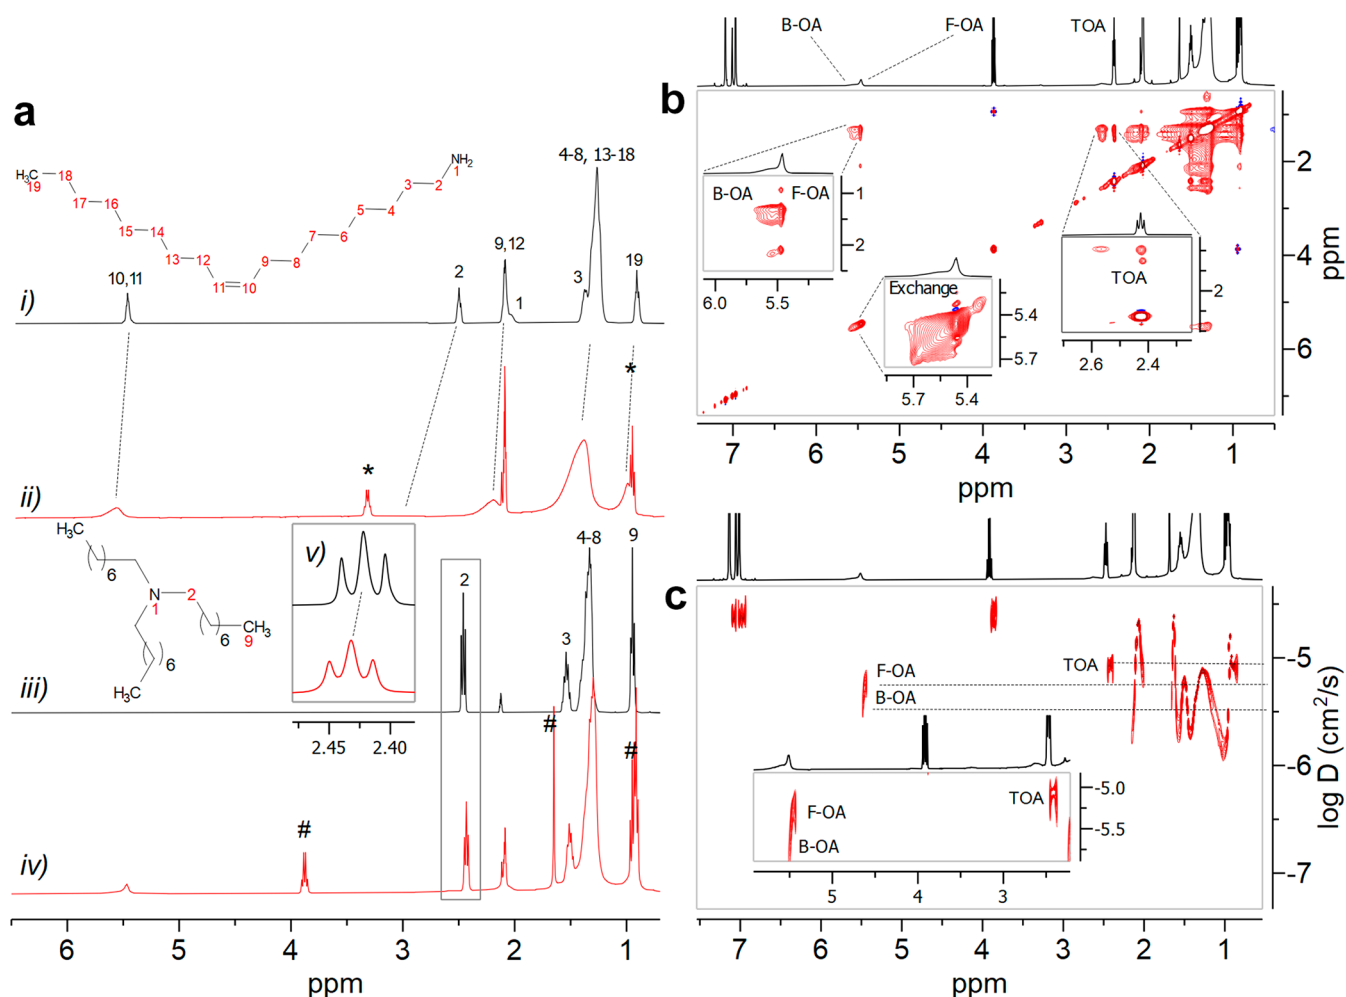 a
NH2
1
H3C
19
18
17
16
15
14
13
12
11
10
9
8
7
6
5
4
3
2
10,11
2
9,12
1
4-8, 13-18
3
19
i)
*
*
ii)
H3C
6
N
1
2
6
CH3
9
6
H3C
v)
2.45 2.40
2
3
4-8
9
iii)
#
#
#
iv)
6 5 4 3 2 1
ppm
b
B-OA F-OA TOA
B-OA F-OA
1
2
6.0 5.5
Exchange
5.4
5.7
5.7 5.4
TOA
2
2.6 2.4
2
4
6
ppm
7 6 5 4 3 2 1
ppm
c
F-OA
B-OA
TOA
F-OA
B-OA
TOA
-5.0
-5.5
5 4 3
-5
-6
-7
log D (cm2/s)
7 6 5 4 3 2 1
ppm